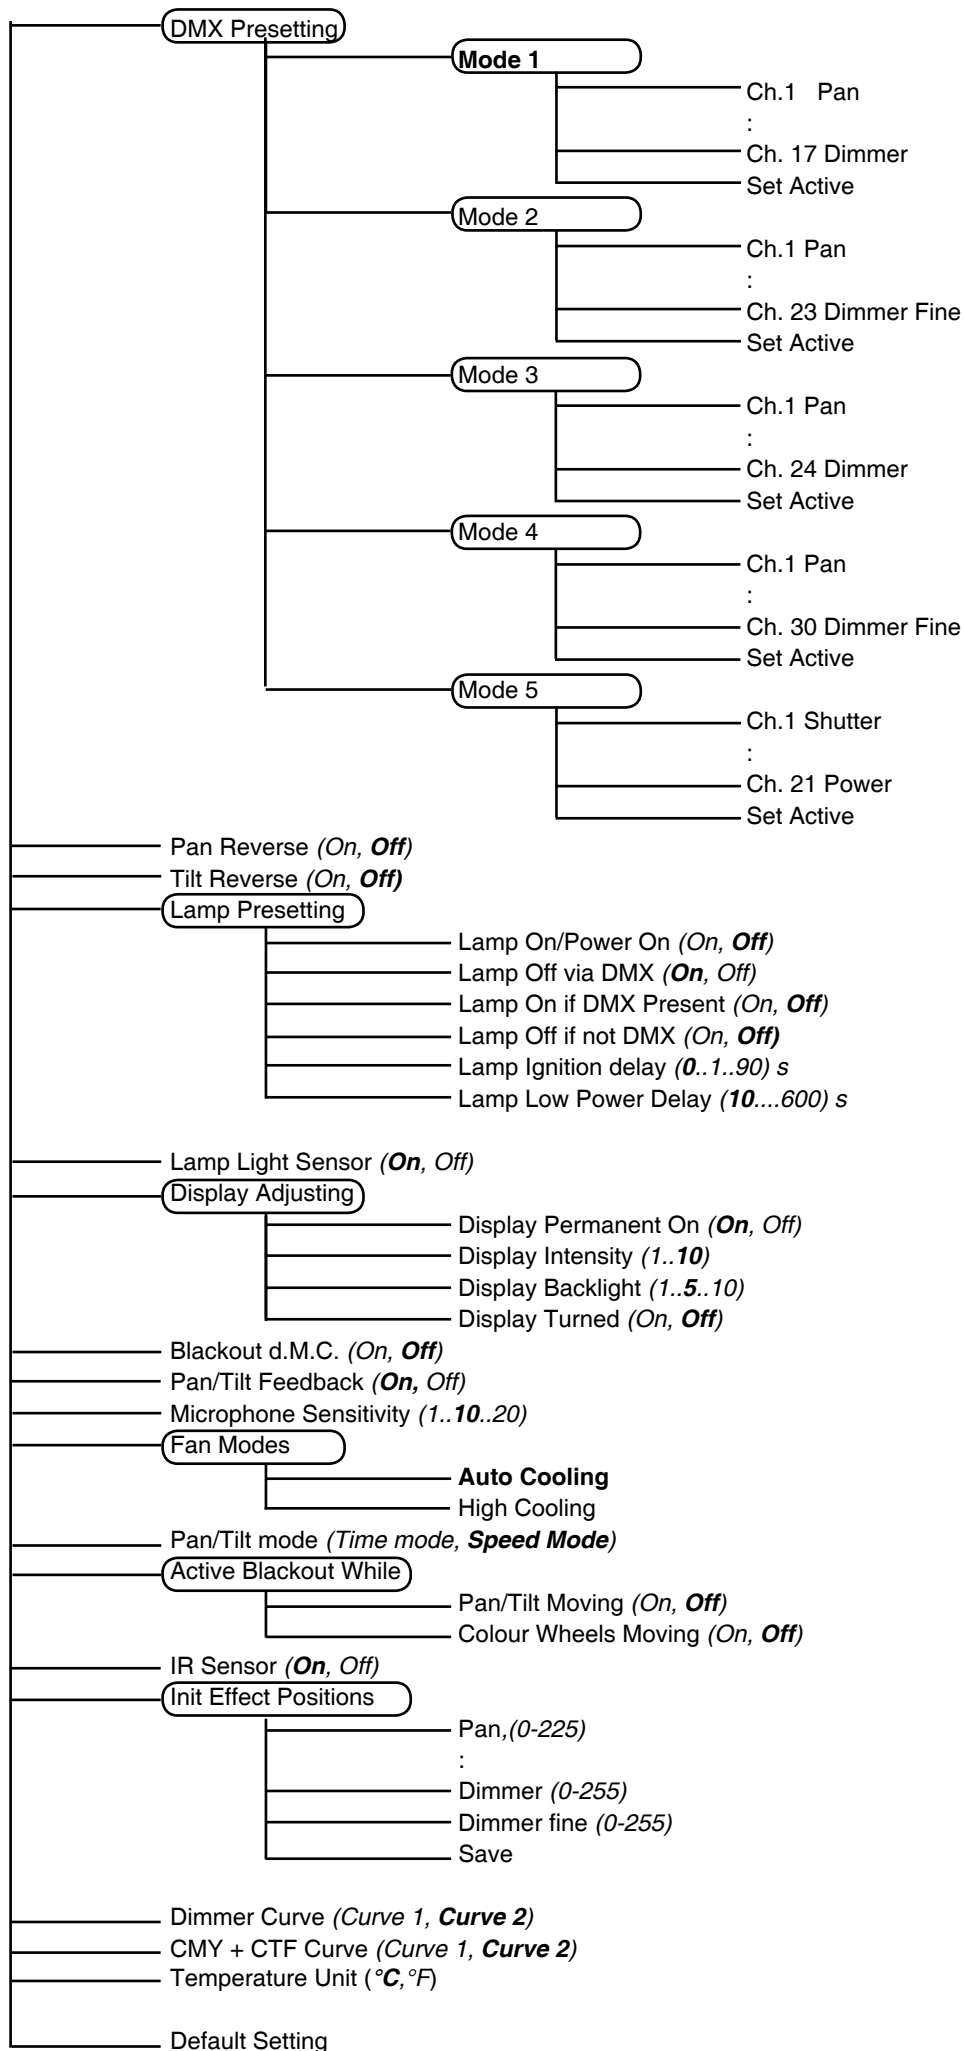 DMX Presetting
Mode 1
Ch.1 Pan
:
Ch. 17 Dimmer
Set Active
Mode 2
Ch.1 Pan
:
Ch. 23 Dimmer Fine
Set Active
Mode 3
Ch.1 Pan
:
Ch. 24 Dimmer
Set Active
Mode 4
Ch.1 Pan
:
Ch. 30 Dimmer Fine
Set Active
Mode 5
Ch.1 Shutter
:
Ch. 21 Power
Set Active
Pan Reverse (On, Off)
Tilt Reverse (On, Off)
Lamp Presetting
Lamp On/Power On (On, Off)
Lamp Off via DMX (On, Off)
Lamp On if DMX Present (On, Off)
Lamp Off if not DMX (On, Off)
Lamp Ignition delay (0..1..90) s
Lamp Low Power Delay (10....600) s
Lamp Light Sensor (On, Off)
Display Adjusting
Display Permanent On (On, Off)
Display Intensity (1..10)
Display Backlight (1..5..10)
Display Turned (On, Off)
Blackout d.M.C. (On, Off)
Pan/Tilt Feedback (On, Off)
Microphone Sensitivity (1..10..20)
Fan Modes
Auto Cooling
High Cooling
Pan/Tilt mode (Time mode, Speed Mode)
Active Blackout While
Pan/Tilt Moving (On, Off)
Colour Wheels Moving (On, Off)
IR Sensor (On, Off)
Init Effect Positions
Pan,(0-225)
:
Dimmer (0-255)
Dimmer fine (0-255)
Save
Dimmer Curve (Curve 1, Curve 2)
CMY + CTF Curve (Curve 1, Curve 2)
Temperature Unit (°C,°F)
Default Setting